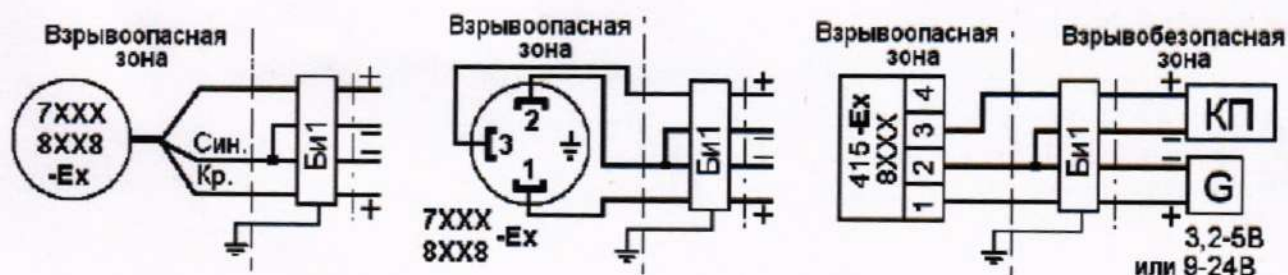 Взрывоопасная
зона
7XXX
8XX8
-Ex
Син.
Кр.
Би1
+
–
–
+
Взрывоопасная
зона
2
3
1
7XXX
8XX8
-Ex
Би1
+
–
–
+
Взрывоопасная
зона
Взрывобезопасная
зона
415-Ex
8XXX
4
3
2
1
Би1
+
КП
–
–
G
+
3,2-5В
или 9-24В